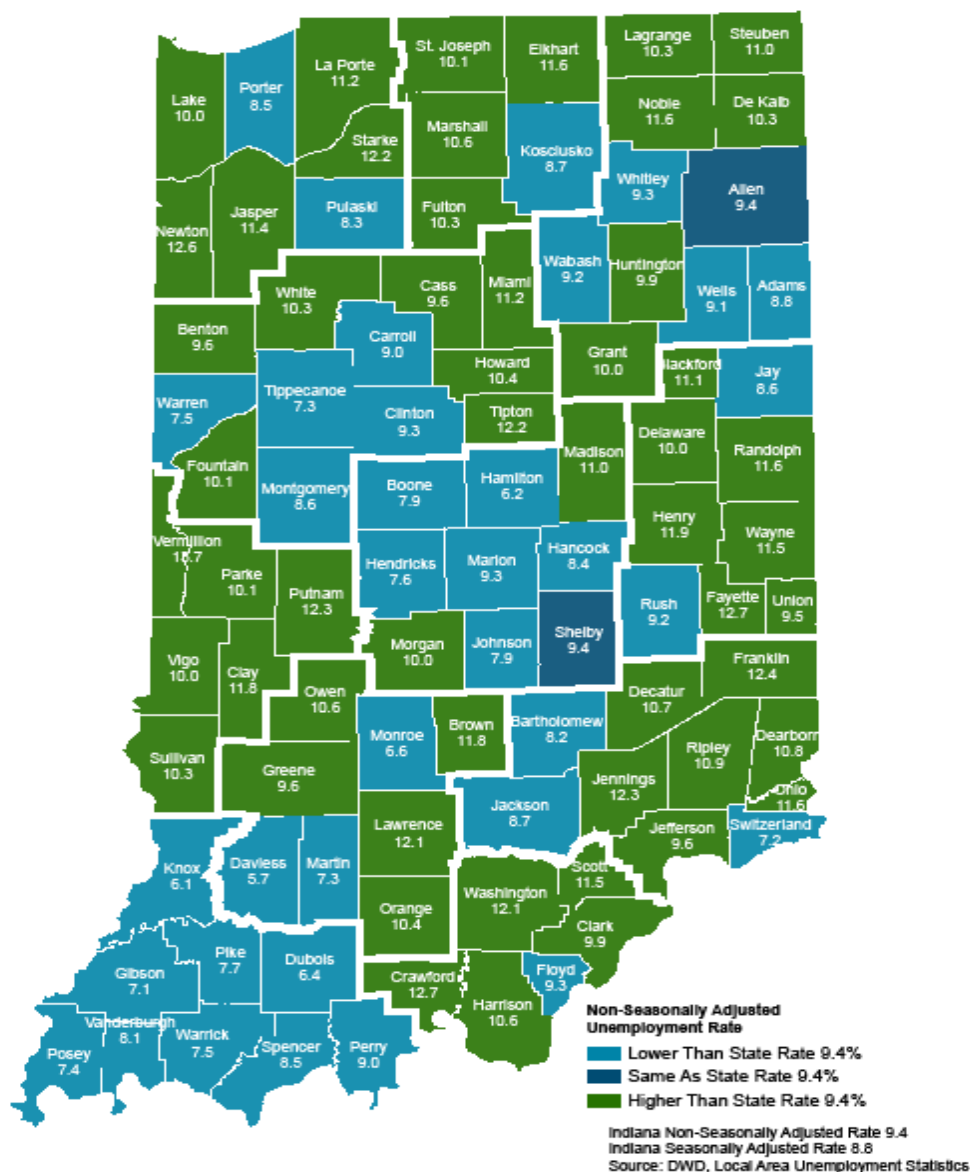 St. Joseph
10.1
Elkhart
11.6
Lagrange
10.3
Steuben
11.0
La Porte
11.2
Porter
8.5
Lake
10.0
Noble
11.6
De Kalb
10.3
Marshall
10.6
Starke
12.2
Kosciusko
8.7
Whitley
9.3
Allen
9.4
Pulaski
8.3
Fulton
10.3
Jasper
11.4
Newton
12.6
Wabash
9.2
Huntington
9.9
Wells
9.1
Adams
8.8
White
10.3
Cass
9.6
Miami
11.2
Benton
9.6
Carroll
9.0
Howard
10.4
Grant
10.0
Blackford
11.1
Jay
8.6
Warren
7.5
Tippecanoe
7.3
Clinton
9.3
Tipton
12.2
Madison
11.0
Delaware
10.0
Randolph
11.6
Fountain
10.1
Montgomery
8.6
Boone
7.9
Hamilton
6.2
Henry
11.9
Wayne
11.5
Vermillion
Parke
10.1
Putnam
12.3
Hendricks
7.6
Marion
9.3
Hancock
8.4
Rush
9.2
Fayette
12.7
Union
9.5
Vigo
10.0
Clay
11.8
Owen
10.6
Morgan
10.0
Johnson
7.9
Shelby
9.4
Decatur
10.7
Franklin
12.4
Sullivan
10.3
Greene
9.6
Monroe
6.6
Brown
11.8
Bartholomew
8.2
Jennings
12.3
Ripley
10.9
Dearborn
10.8
Ohio
11.6
Knox
6.1
Daviess
5.7
Martin
7.3
Lawrence
12.1
Jackson
8.7
Jefferson
9.6
Switzerland
7.2
Orange
10.4
Washington
12.1
Scott
11.5
Clark
9.9
Gibson
7.1
Pike
7.7
Dubois
6.4
Crawford
12.7
Harrison
10.6
Floyd
9.3
Posey
7.4
Vanderburgh
8.1
Warrick
7.5
Spencer
8.5
Perry
9.0
Non-Seasonally Adjusted
Unemployment Rate
Lower Than State Rate 9.4%
Same As State Rate 9.4%
Higher Than State Rate 9.4%
Indiana Non-Seasonally Adjusted Rate 9.4
Indiana Seasonally Adjusted Rate 8.8
Source: DWD, Local Area Unemployment Statistics